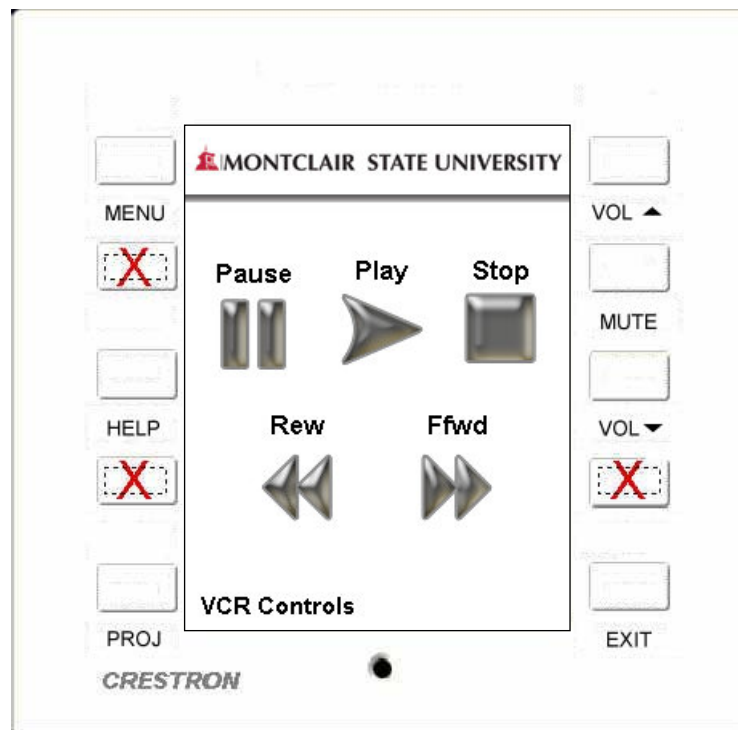 MONTCLAIR STATE UNIVERSITY
MENU
VOL
Pause Play Stop
MUTE
HELP
Rew Ffwd
VOL
VCR Controls
PROJ
EXIT
CRESTRON